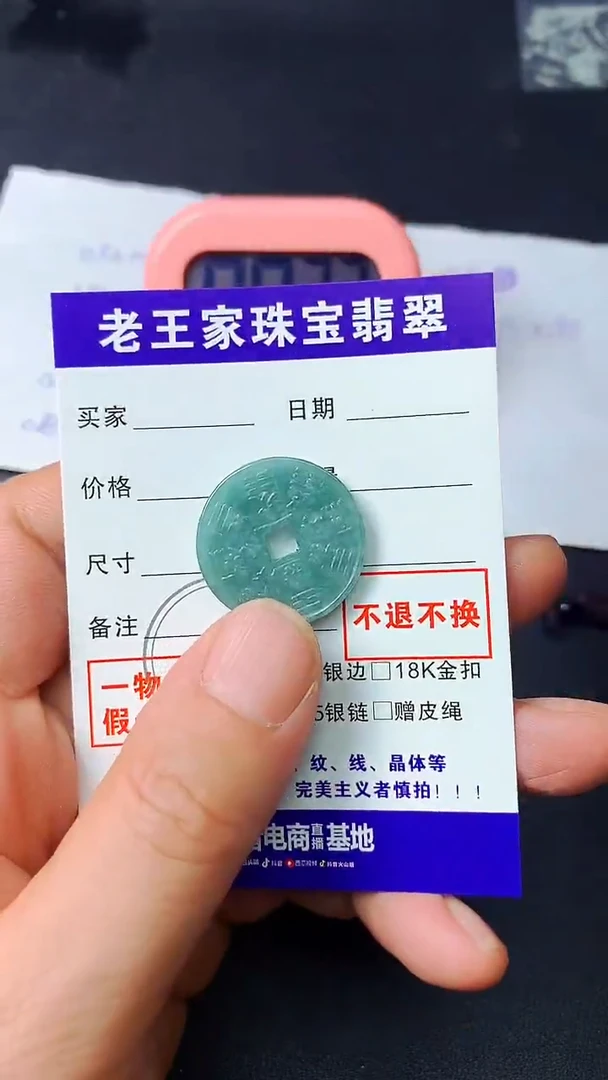 老王家珠宝翡翠
买家 日期
价格
尺寸
备注
不退不换
一物
假
银边□18K金扣
5银链□赠皮绳
、纹、线、晶体等
完美主义者慎拍！！！
电商直播基地